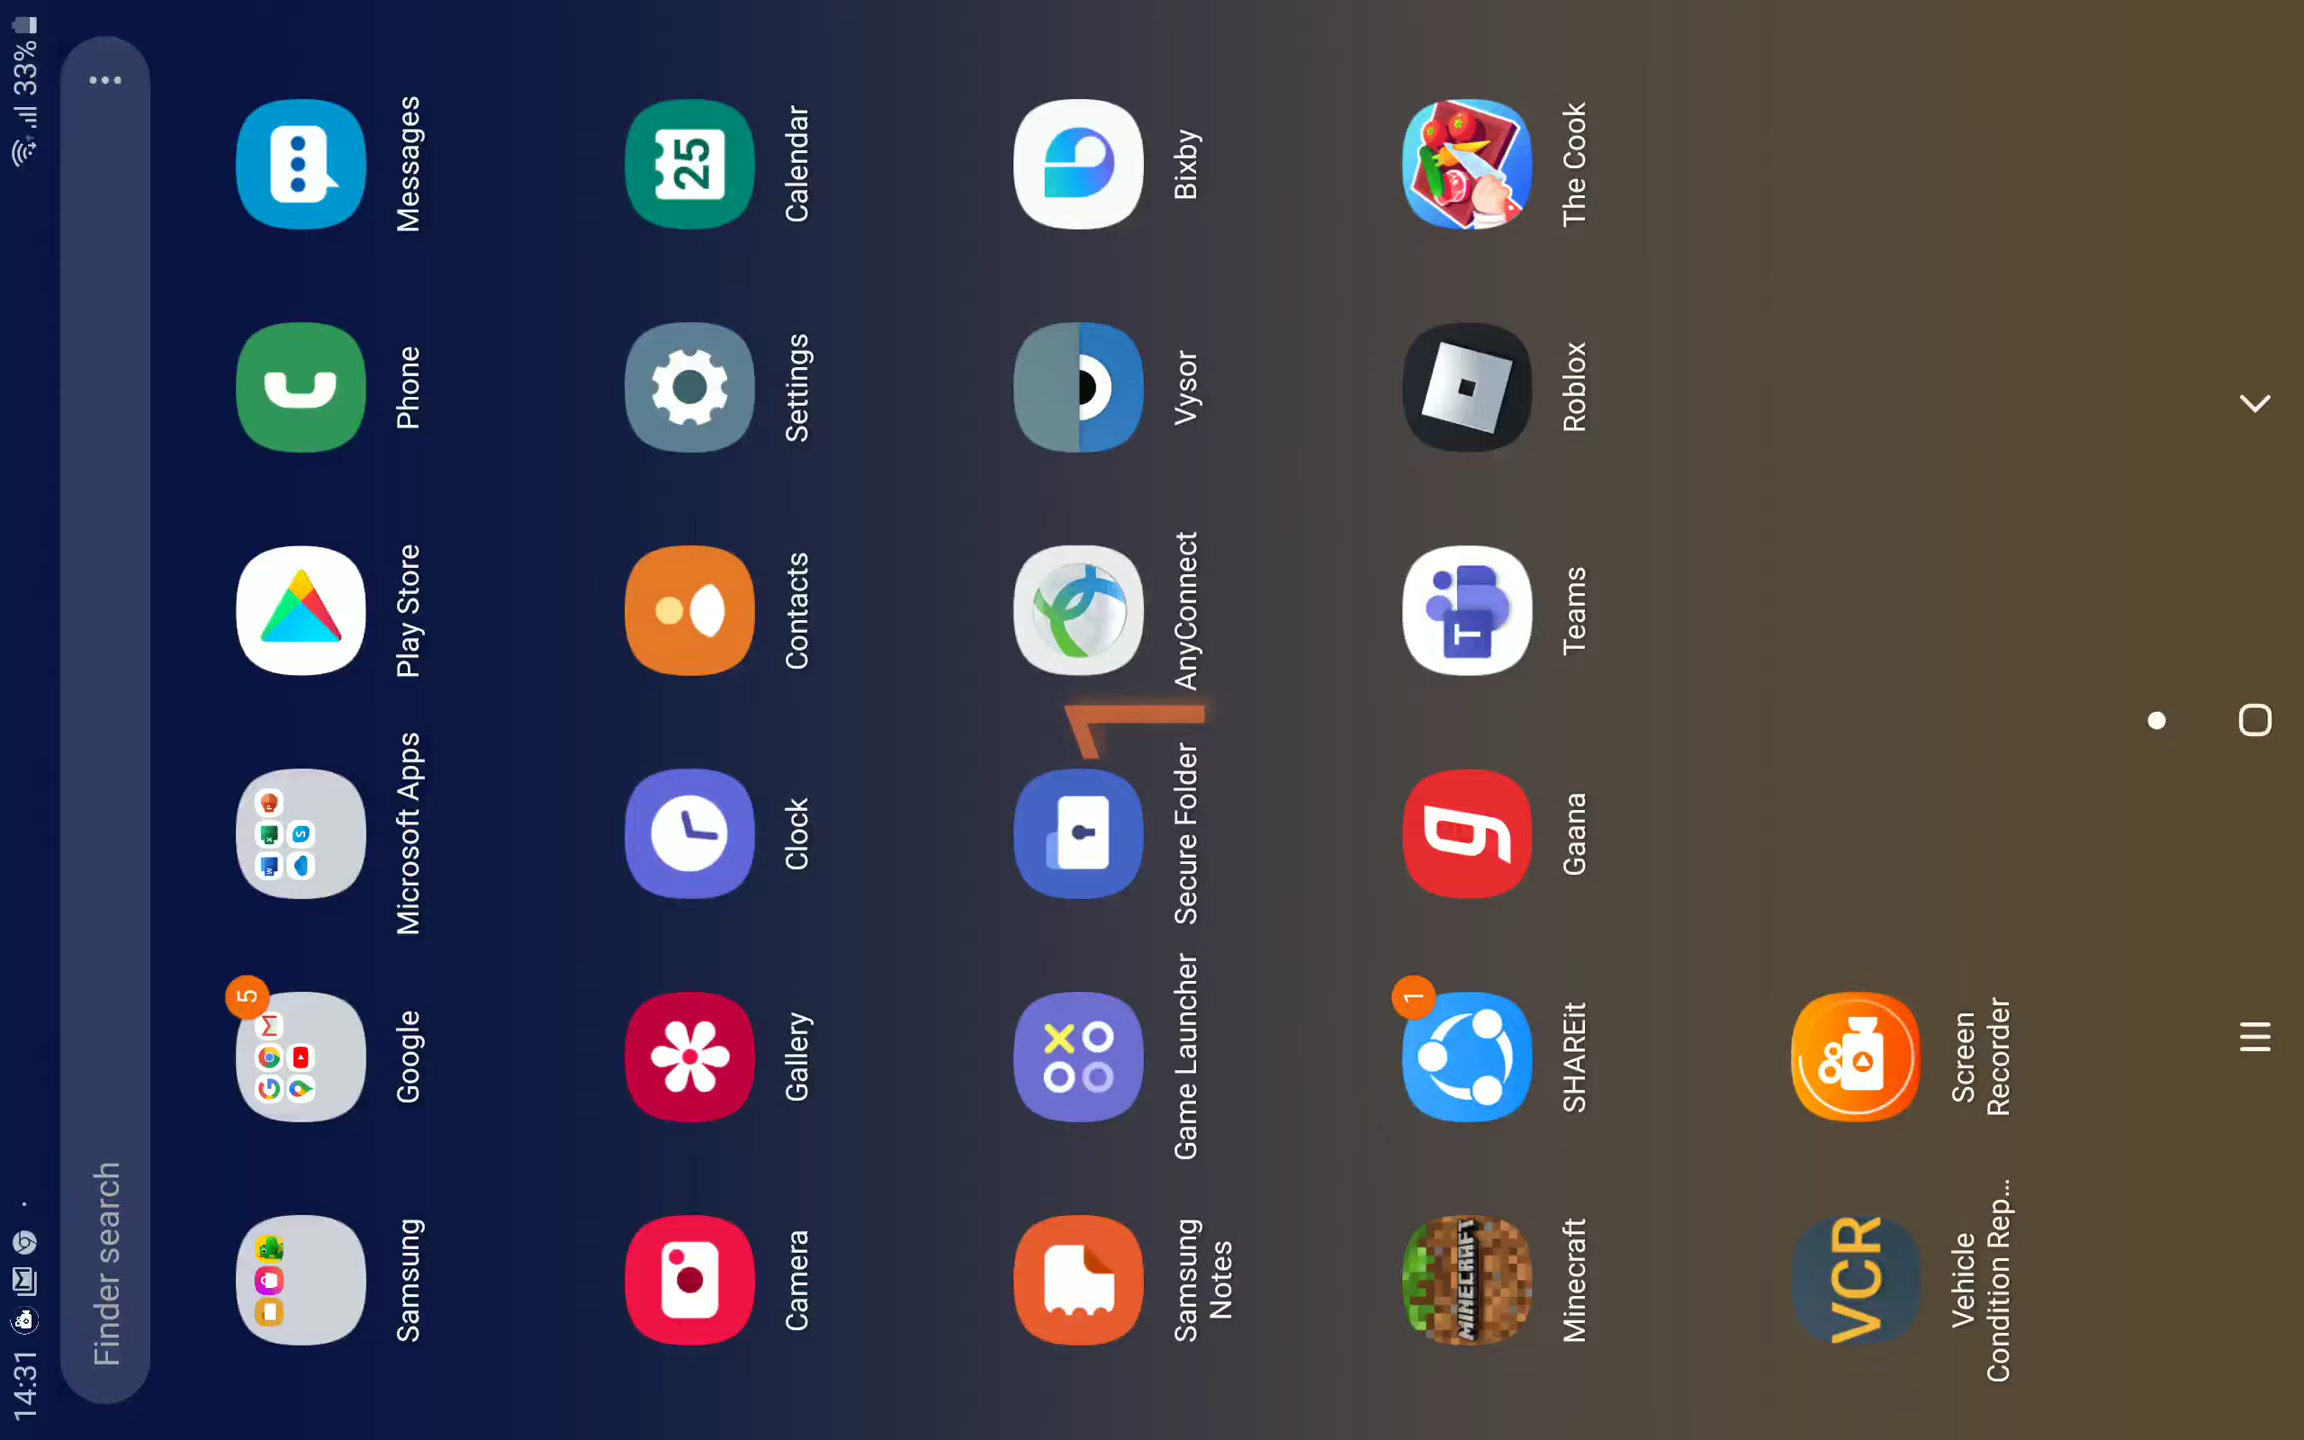 14:31
33%
Finder search
5
Samsung
Google
Microsoft Apps
Play Store
Phone
Messages
25
Camera
Gallery
Clock
Contacts
Settings
Calendar
Samsung
Notes
Game Launcher
Secure Folder
AnyConnect
Vysor
Bixby
1
MINECRAFT
1
T
Minecraft
SHAREit
Gaana
Teams
Roblox
The Cook
VCR
Vehicle
Condition Rep...
Screen
Recorder